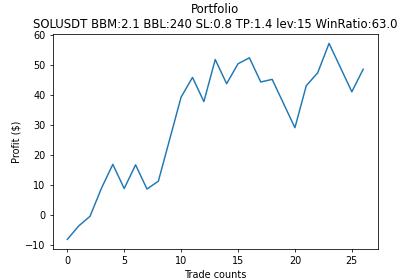 Portfolio
SOLUSDT BBM:2.1 BBL:240 SL:0.8 TP:1.4 lev:15 WinRatio:63.0
60
50
40
30
20
10
0
−10
Profit ($)
0 5 10 15 20 25
Trade counts